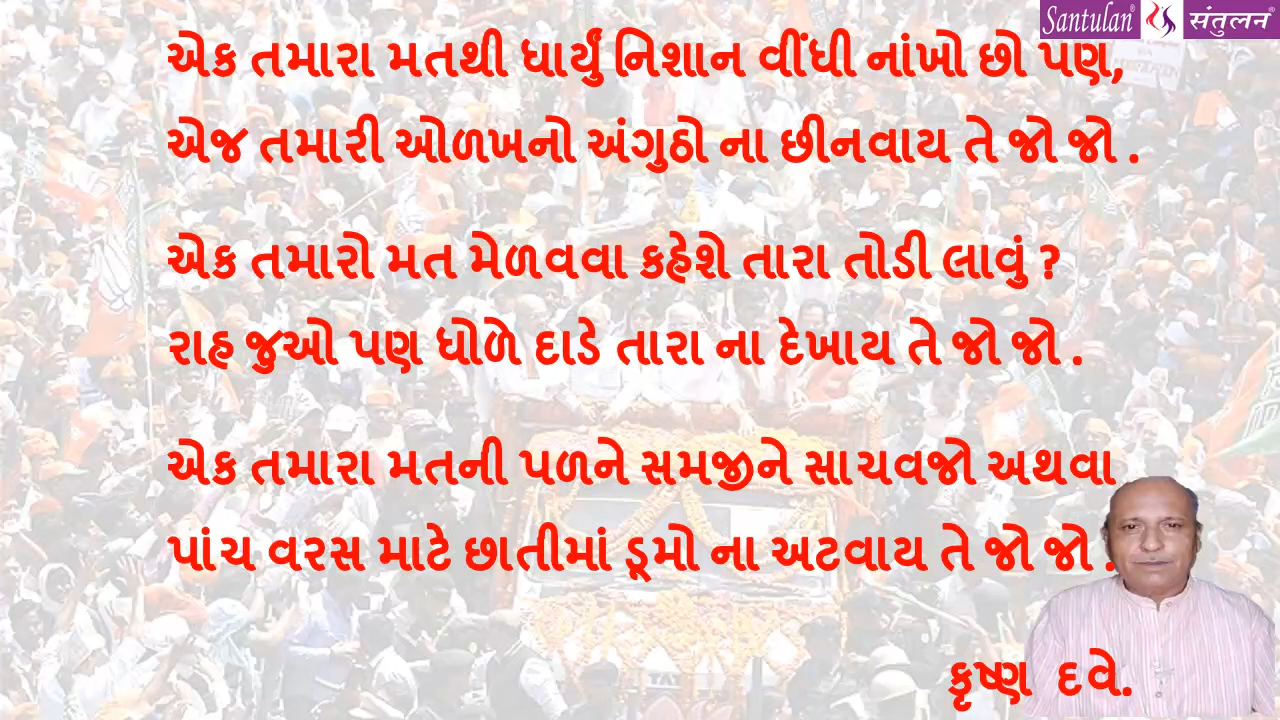 Santulan® સંતુલન®
એક તમારા મતથી ધાર્યું નિશાન વીંધી નાંખો છો પણ,
એજ તમારી ઓળખનો અંગુઠો ના છીનવાય તે જો જો .
એક તમારો મત મેળવવા કહેશે તારા તોડી લાવું ?
રાહ જુઓ પણ ધોળે દાડે તારા ના દેખાય તે જો જો .
એક તમારા મતની પળને સમજીને સાચવજો અથવા
પાંચ વરસ માટે છાતીમાં ડૂમો ના અટવાય તે જો જો .
કૃષ્ણ દવે.